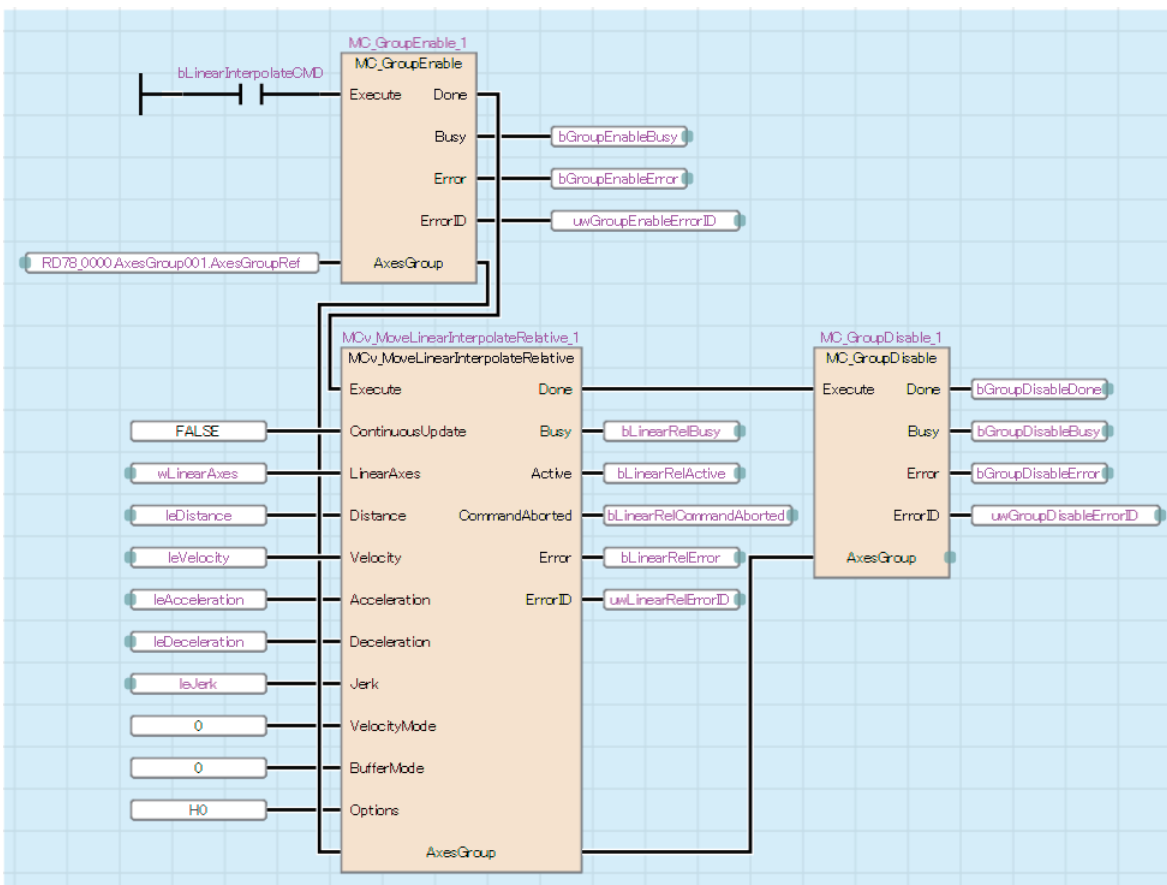 MC_GroupEnable_1
MC_GroupEnable
bLinearInterpolateCMD
Execute Done
Busy bGroupEnableBusy
Error bGroupEnableError
ErrorID uwGroupEnableErrorID
RD78_0000.AxesGroup001.AxesGroupRef AxesGroup
MCv_MoveLinearInterpolateRelative_1 MC_GroupDisable_1
MCv_MoveLinearInterpolateRelative MC_GroupDisable
Execute Done Execute Done bGroupDisableDone
FALSE ContinuousUpdate Busy bLinearRelBusy Busy bGroupDisableBusy
wLinearAxes LinearAxes Active bLinearRelActive Error bGroupDisableError
leDistance Distance CommandAborted bLinearRelCommandAborted ErrorID uwGroupDisableErrorID
leVelocity Velocity Error bLinearRelError AxesGroup
leAcceleration Acceleration ErrorID uwLinearRelErrorID
leDeceleration Deceleration
leJerk Jerk
0 VelocityMode
0 BufferMode
H0 Options
AxesGroup